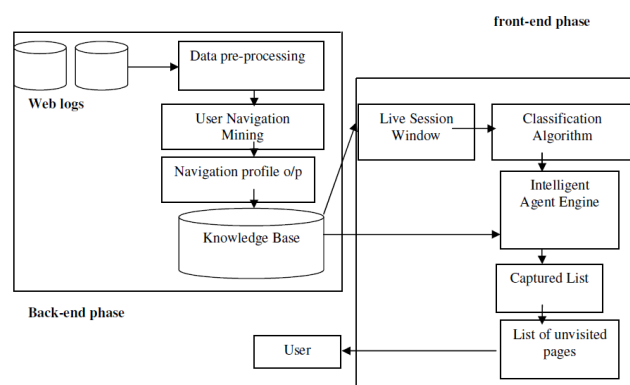 front-end phase
Data pre-processing
Web logs
User Navigation
Mining
Navigation profile o/p
Knowledge Base
Back-end phase
Live Session
Window
Classification
Algorithm
Intelligent
Agent Engine
Captured List
List of unvisited
pages
User